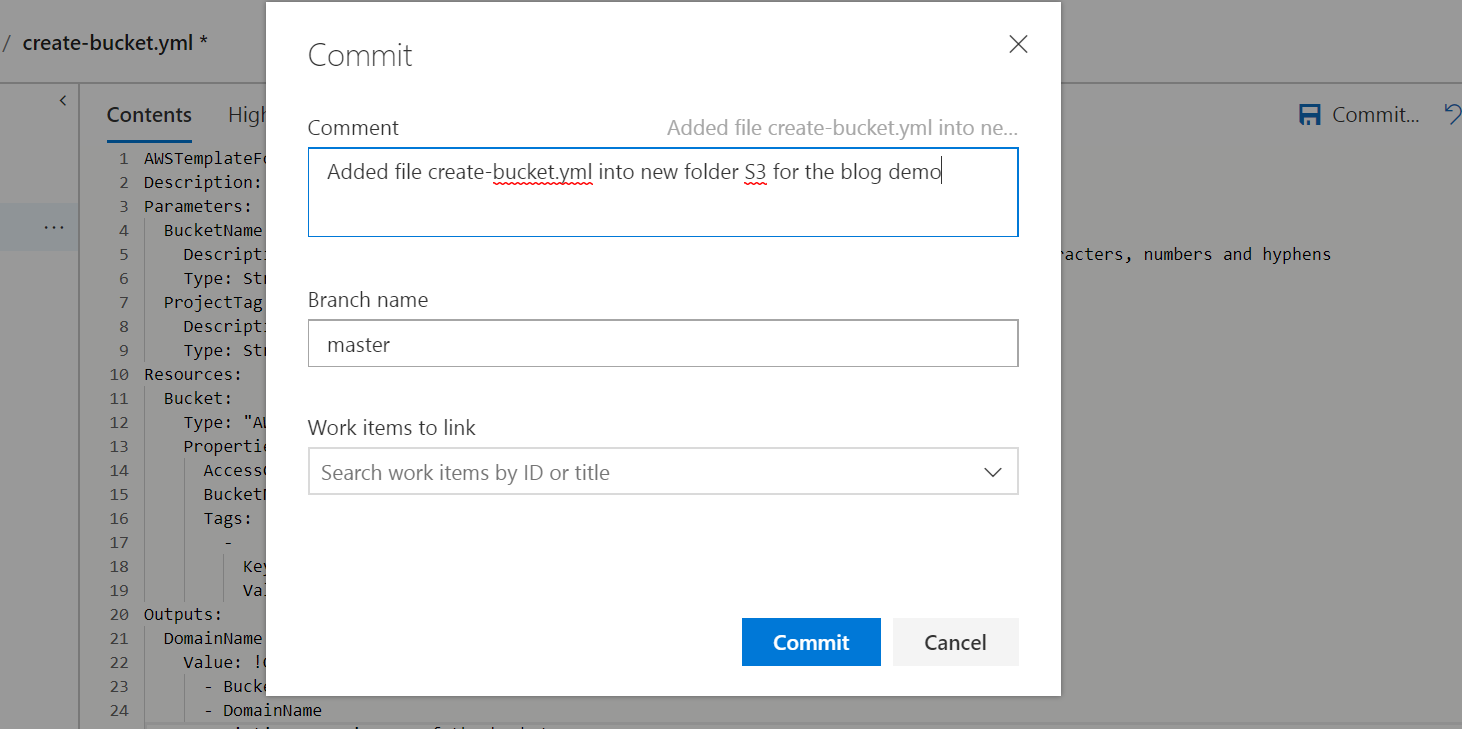 / create-bucket.yml *
Commit
Comment
Added file create-bucket.yml into ne...
Added file create-bucket.yml into new folder S3 for the blog demo
Branch name
master
Work items to link
Search work items by ID or title
Commit
Cancel
Contents
High
Commit...
1 AWSTemplateFo
2 Description:
3 Parameters:
4 BucketName
5 Descripti racters, numbers and hyphens
6 Type: Str
7 ProjectTag
8 Descripti
9 Type: Str
10 Resources:
11 Bucket:
12 Type: "AW
13 Propertie
14 AccessC
15 BucketN
16 Tags:
17 -
18 Key
19 Val
20 Outputs:
21 DomainName
22 Value: !G
23 - Bucke
24 - DomainName